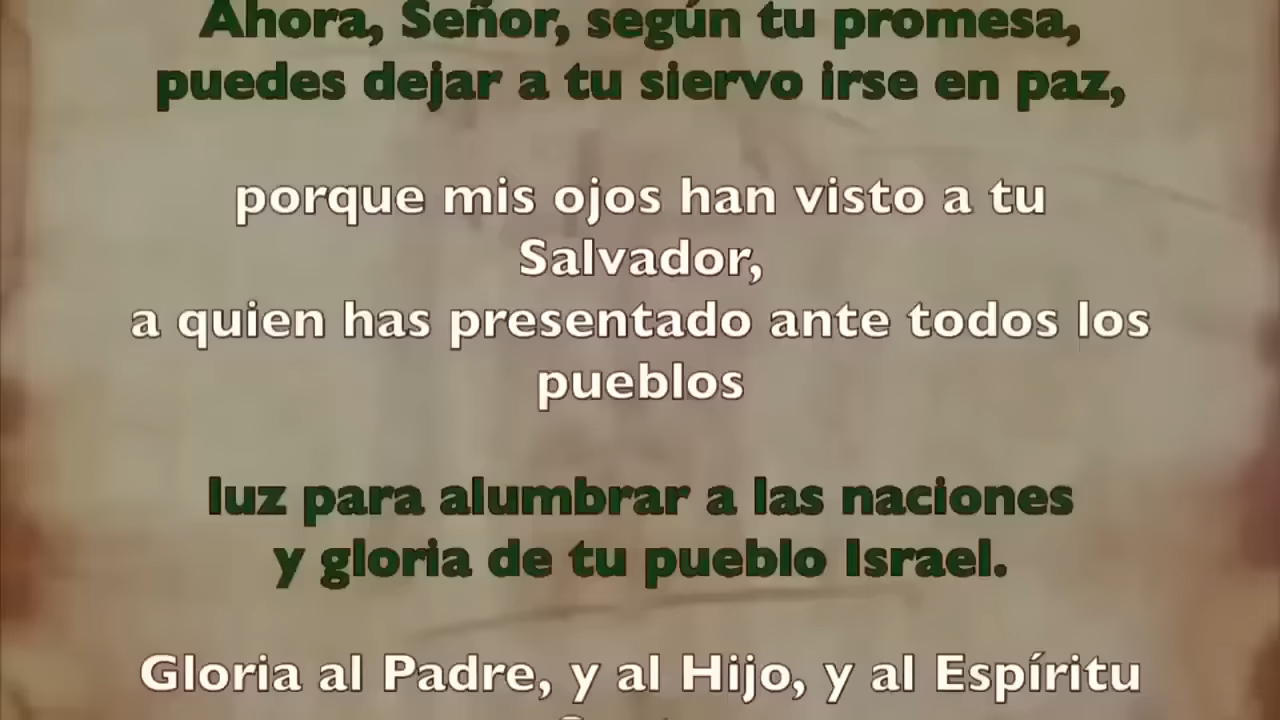 Ahora, Señor, según tu promesa,
puedes dejar a tu siervo irse en paz,
porque mis ojos han visto a tu
Salvador,
a quien has presentado ante todos los
pueblos
luz para alumbrar a las naciones
y gloria de tu pueblo Israel.
Gloria al Padre, y al Hijo, y al Espíritu